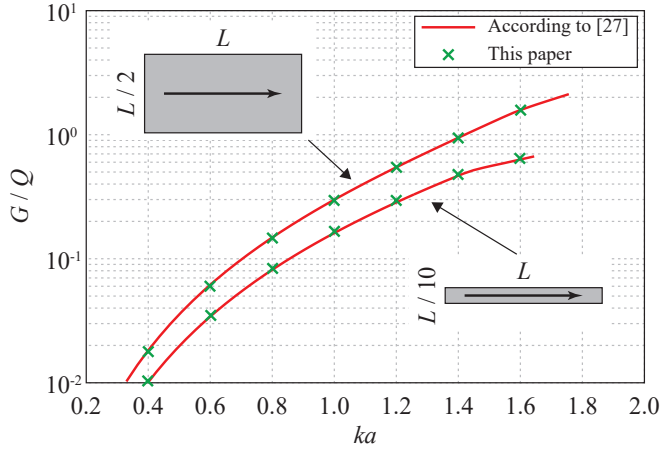 10^1
According to [27]
This paper
L
L / 2
10^0
G / Q
10^-1
L
L / 10
10^-2
0.2 0.4 0.6 0.8 1.0 1.2 1.4 1.6 1.8 2.0
ka